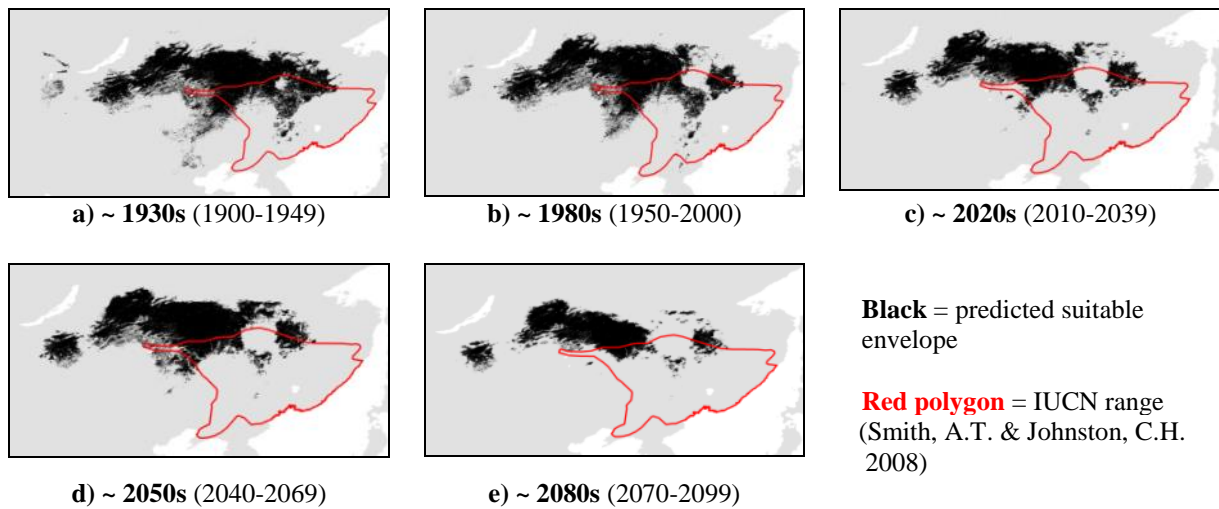 a) ~ 1930s (1900-1949)
b) ~ 1980s (1950-2000)
c) ~ 2020s (2010-2039)
d) ~ 2050s (2040-2069)
e) ~ 2080s (2070-2099)
Black = predicted suitable
envelope
Red polygon = IUCN range
(Smith, A.T. & Johnston, C.H.
2008)